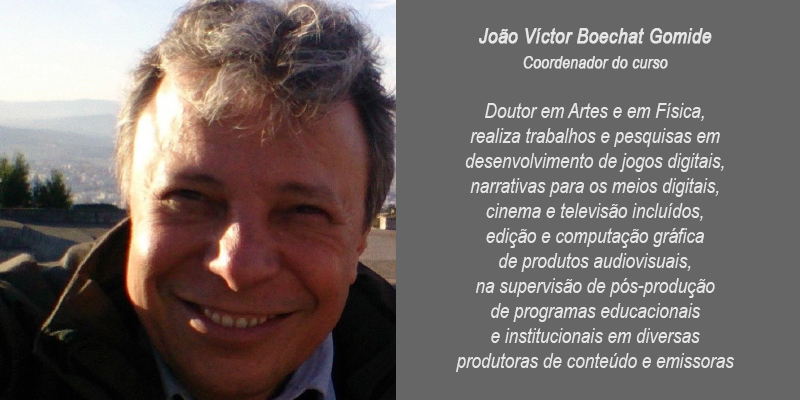 João Víctor Boechat Gomide
Coordenador do curso
Doutor em Artes e em Física,
realiza trabalhos e pesquisas em
desenvolvimento de jogos digitais,
narrativas para os meios digitais,
cinema e televisão incluídos,
edição e computação gráfica
de produtos audiovisuais,
na supervisão de pós-produção
de programas educacionais
e institucionais em diversas
produtoras de conteúdo e emissoras